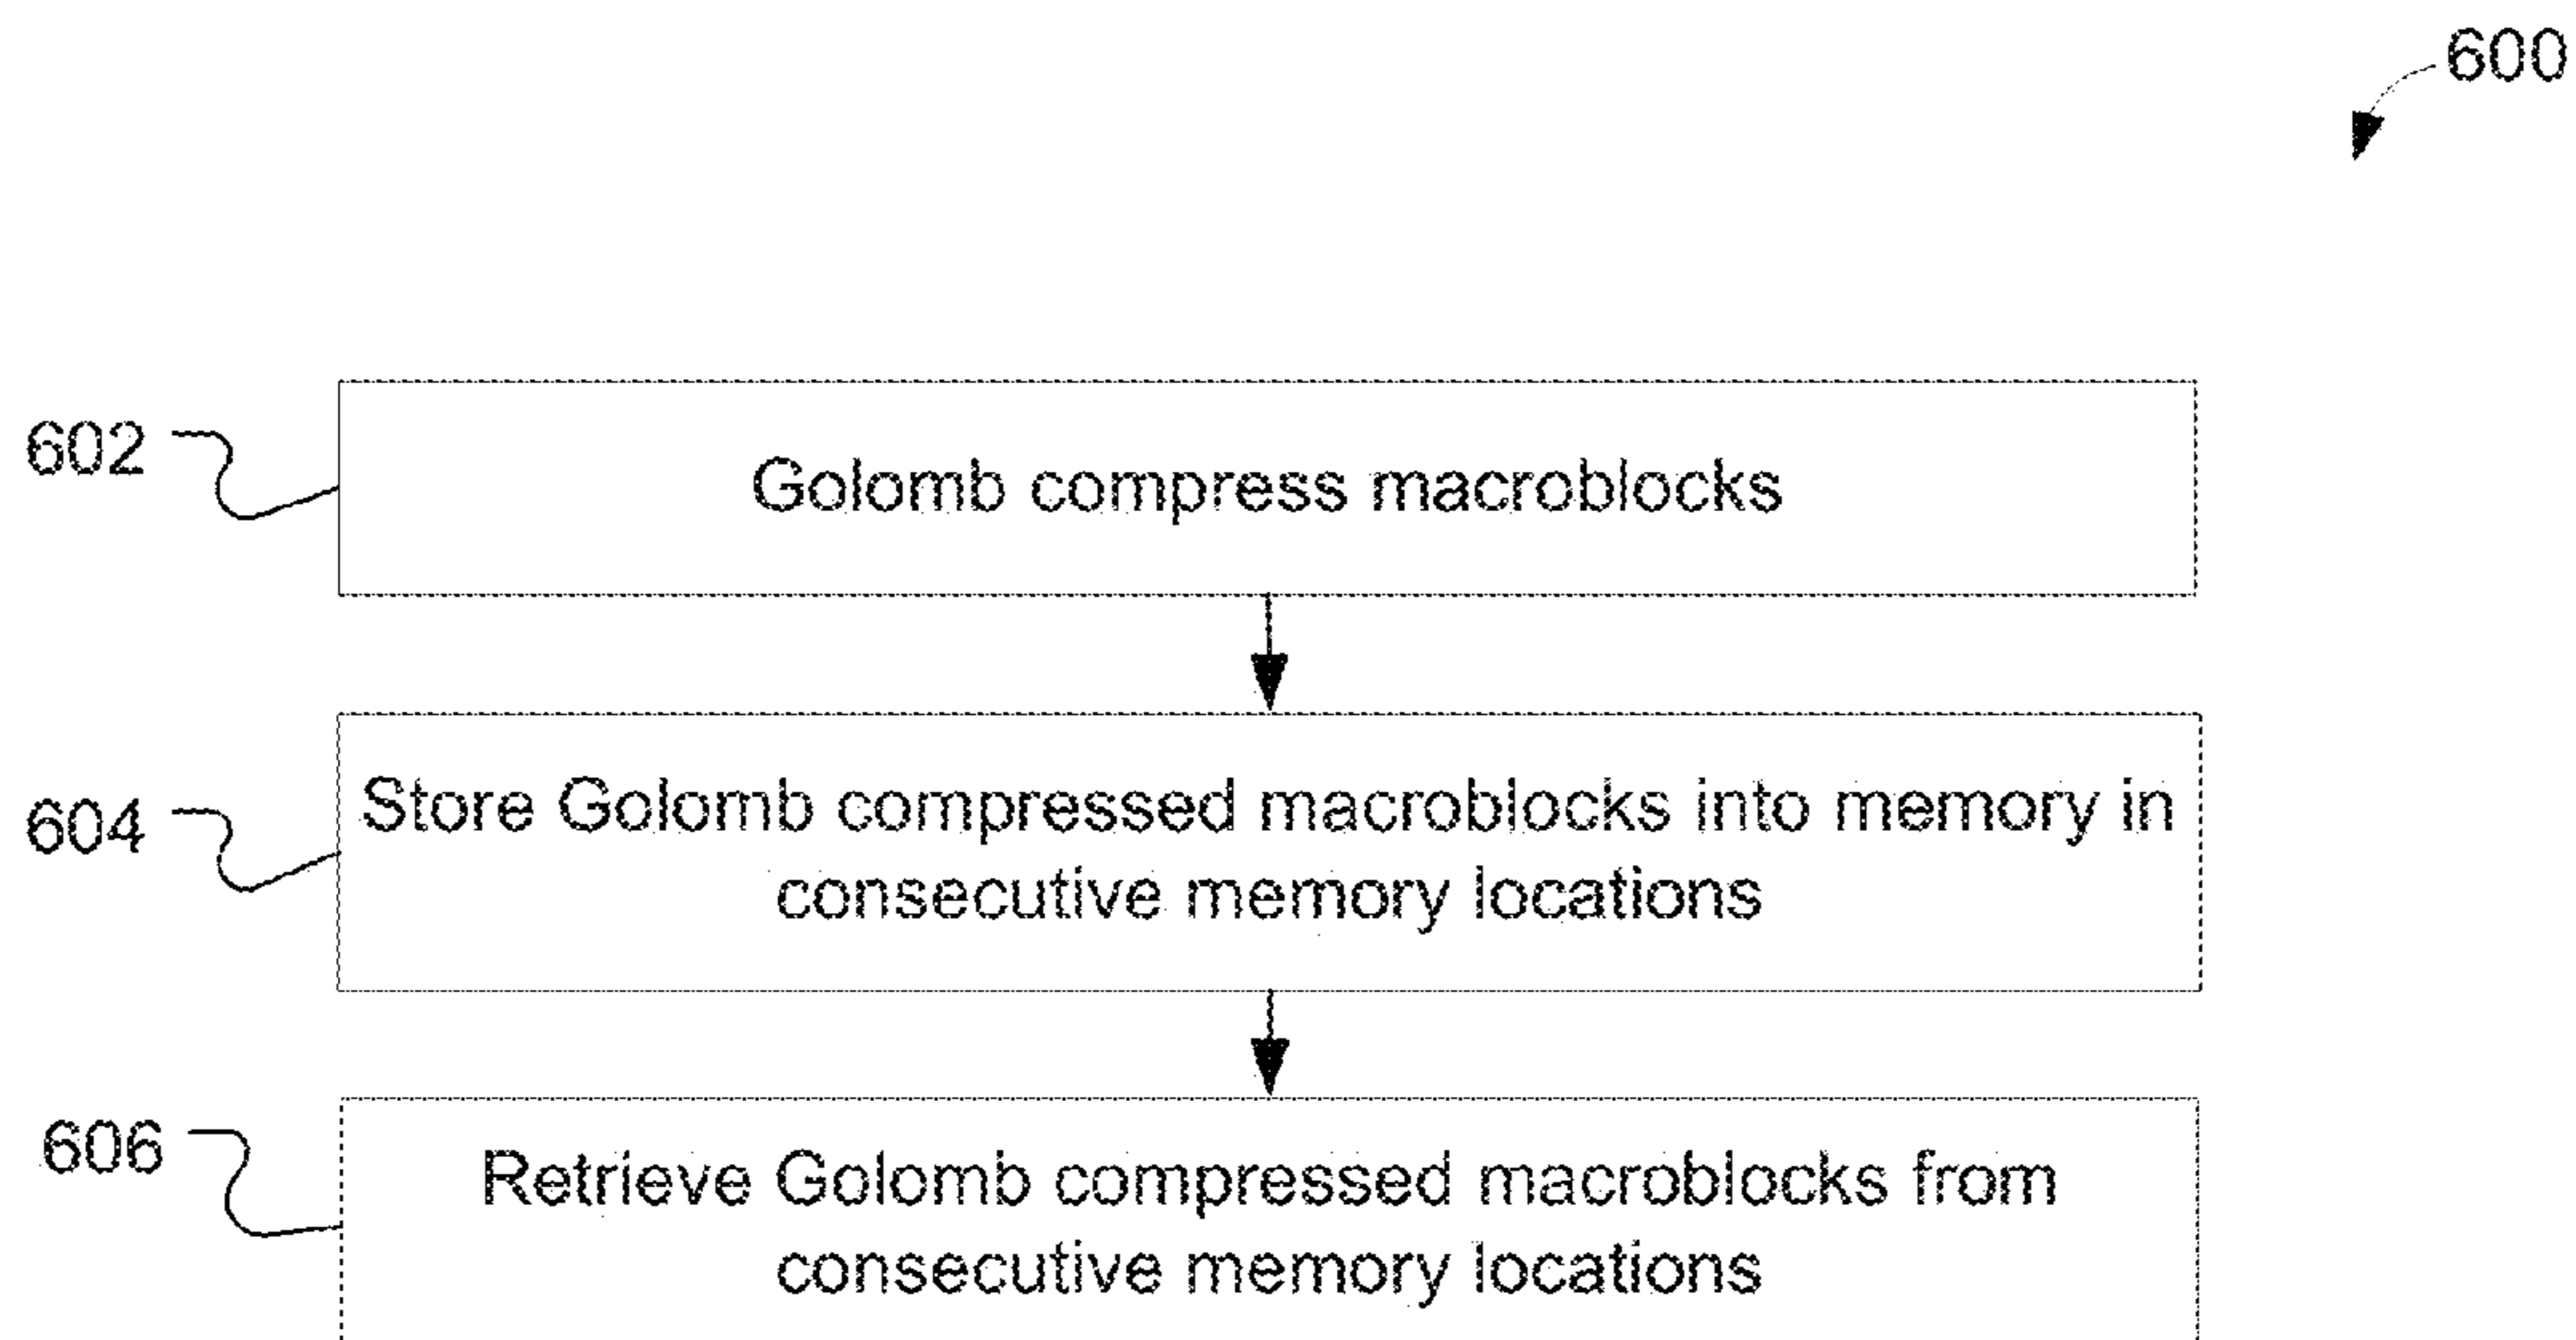 600
602
Golomb compress macroblocks
604
Store Golomb compressed macroblocks into memory in
consecutive memory locations
606
Retrieve Golomb compressed macroblocks from
consecutive memory locations